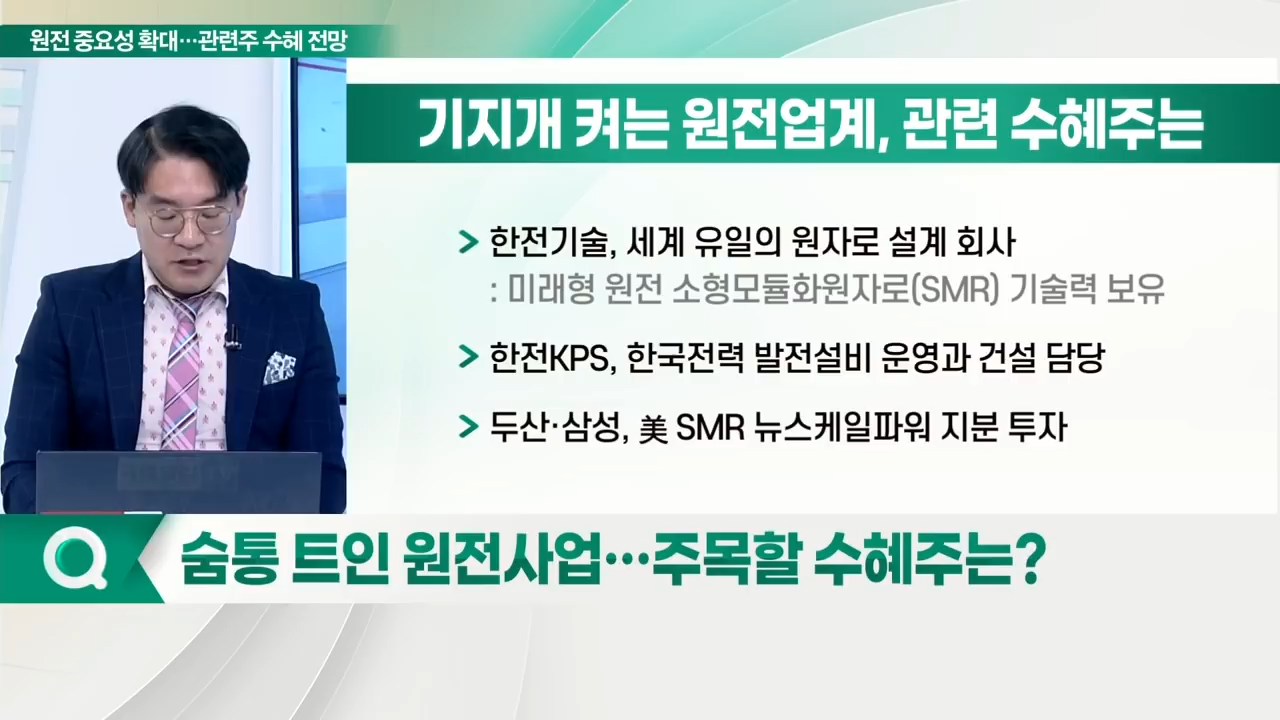 원전 중요성 확대…관련주 수혜 전망
기지개 켜는 원전업계, 관련 수혜주는
> 한전기술, 세계 유일의 원자로 설계 회사
: 미래형 원전 소형모듈화원자로(SMR) 기술력 보유
> 한전KPS, 한국전력 발전설비 운영과 건설 담당
> 두산·삼성, 美 SMR 뉴스케일파워 지분 투자
Q 숨통 트인 원전사업…주목할 수혜주는?